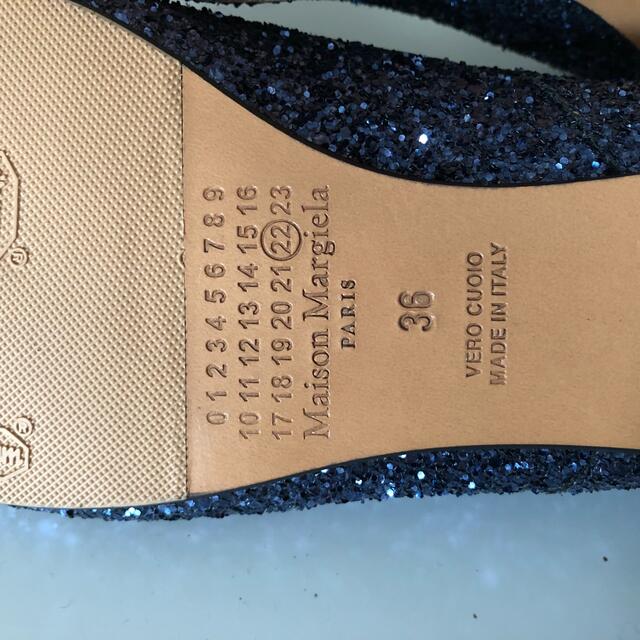 0 1 2 3 4 5 6 7 8 9
10 11 12 13 14 15 16
17 18 19 20 21 22 23
Maison Margiela
PARIS
36
VERO CUOIO
MADE IN ITALY
®
®